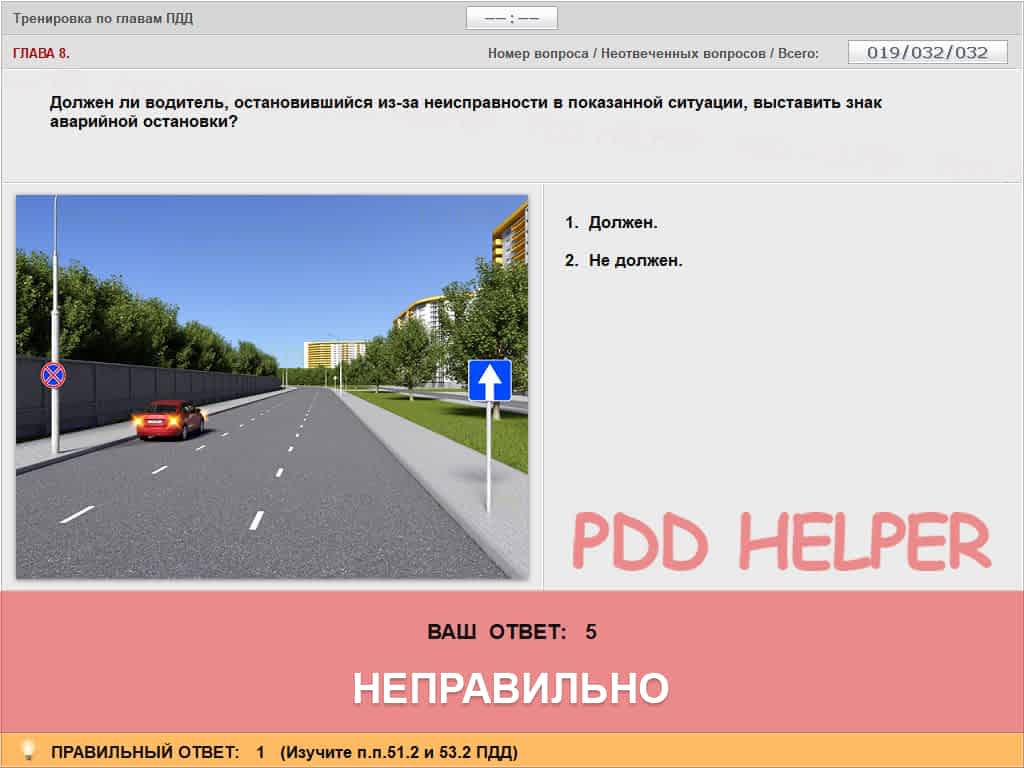 Тренировка по главам ПДД
-- : --
ГЛАВА 8.
Номер вопроса / Неотвеченных вопросов / Всего:
019/032/032
Должен ли водитель, остановившийся из-за неисправности в показанной ситуации, выставить знак
аварийной остановки?
1. Должен.
2. Не должен.
PDD HELPER
ВАШ ОТВЕТ: 5
НЕПРАВИЛЬНО
ПРАВИЛЬНЫЙ ОТВЕТ: 1 (Изучите п.п.51.2 и 53.2 ПДД)